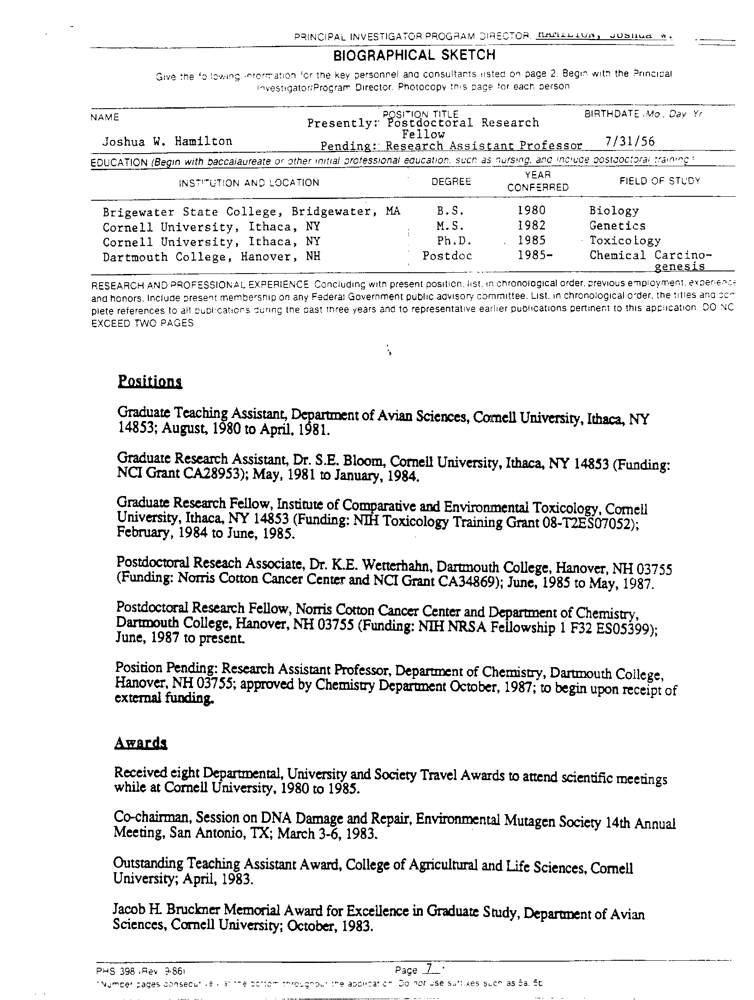 PRINCIPAL INVESTIGATOR PROGRAM DIRECTOR: HAMILTON, JOSHUA W.
BIOGRAPHICAL SKETCH
Give the following information for the key personnel and consultants listed on page 2. Begin with the Principal
Investigator/Program Director. Photocopy this page for each person
NAME
Joshua W. Hamilton
POSITION TITLE
Presently: Postdoctoral Research
Fellow
Pending: Research Assistant Professor
BIRTHDATE (Mo., Day, Yr
7/31/56
EDUCATION (Begin with baccalaureate or other initial professional education, such as nursing, and include postdoctoral training)
INSTITUTION AND LOCATION DEGREE YEAR CONFERRED FIELD OF STUDY
Brigewater State College, Bridgewater, MA B.S. 1980 Biology
Cornell University, Ithaca, NY M.S. 1982 Genetics
Cornell University, Ithaca, NY Ph.D. 1985 Toxicology
Dartmouth College, Hanover, NH Postdoc 1985- Chemical Carcino-
genesis
RESEARCH AND PROFESSIONAL EXPERIENCE Concluding with present position, list, in chronological order, previous employment, experience
and honors. Include present membership on any Federal Government public advisory committee. List, in chronological order, the titles and com
plete references to all publications during the past three years and to representative earlier publications pertinent to this application DO NO
EXCEED TWO PAGES
Positions
Graduate Teaching Assistant, Department of Avian Sciences, Cornell University, Ithaca, NY
14853; August, 1980 to April, 1981.
Graduate Research Assistant, Dr. S.E. Bloom, Cornell University, Ithaca, NY 14853 (Funding:
NCI Grant CA28953); May, 1981 to January, 1984.
Graduate Research Fellow, Institute of Comparative and Environmental Toxicology, Cornell
University, Ithaca, NY 14853 (Funding: NIH Toxicology Training Grant 08-T2ES07052);
February, 1984 to June, 1985.
Postdoctoral Reseach Associate, Dr. K.E. Wetterhahn, Dartmouth College, Hanover, NH 03755
(Funding: Norris Cotton Cancer Center and NCI Grant CA34869); June, 1985 to May, 1987.
Postdoctoral Research Fellow, Norris Cotton Cancer Center and Department of Chemistry,
Dartmouth College, Hanover, NH 03755 (Funding: NIH NRSA Fellowship 1 F32 ES05399);
June, 1987 to present.
Position Pending: Research Assistant Professor, Department of Chemistry, Dartmouth College,
Hanover, NH 03755; approved by Chemistry Department October, 1987; to begin upon receipt of
external funding.
Awards
Received eight Departmental, University and Society Travel Awards to attend scientific meetings
while at Cornell University, 1980 to 1985.
Co-chairman, Session on DNA Damage and Repair, Environmental Mutagen Society 14th Annual
Meeting, San Antonio, TX; March 3-6, 1983.
Outstanding Teaching Assistant Award, College of Agricultural and Life Sciences, Cornell
University; April, 1983.
Jacob H. Bruckner Memorial Award for Excellence in Graduate Study, Department of Avian
Sciences, Cornell University; October, 1983.
PHS 398 (Rev. 9-86) Page 7
*Number pages consecutively at the bottom throughout the application Do not use suffixes such as 5a, 5b